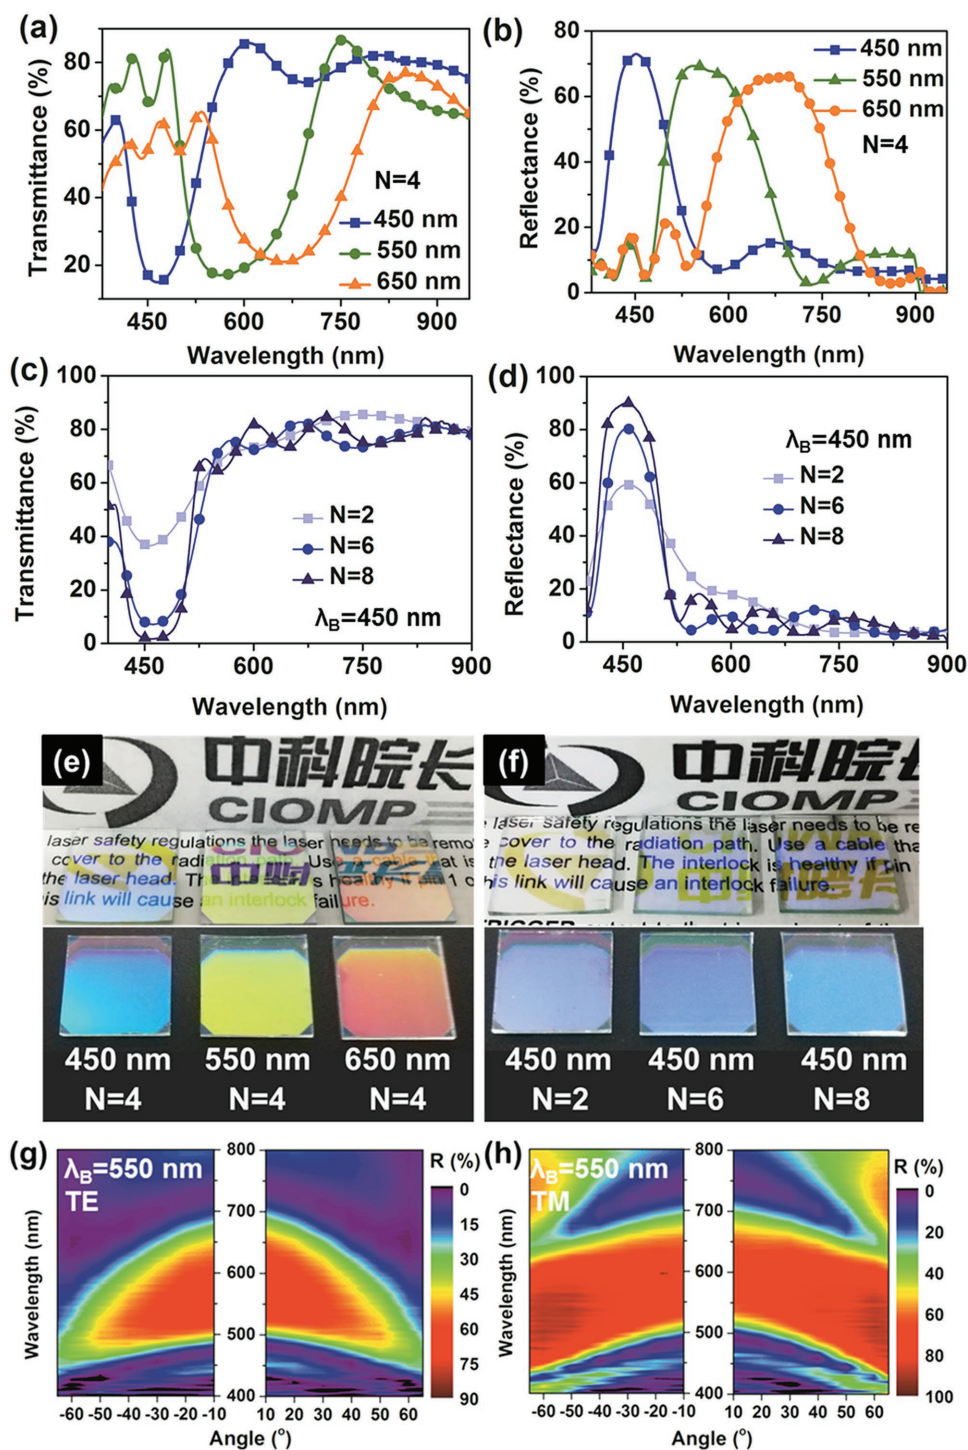 (a)
Transmittance (%)
80
60
40
20
450
600
750
900
Wavelength (nm)
N=4
450 nm
550 nm
650 nm
(b)
Reflectance (%)
80
60
40
20
0
450
600
750
900
Wavelength (nm)
450 nm
550 nm
650 nm
N=4
(c)
Transmittance (%)
100
80
60
40
20
0
450
600
750
900
Wavelength (nm)
N=2
N=6
N=8
λB=450 nm
(d)
Reflectance (%)
100
80
60
40
20
0
450
600
750
900
Wavelength (nm)
λB=450 nm
N=2
N=6
N=8
(e)
中科院长
CIOMP
laser safety regulations the laser needs to be remo
cover to the radiation path. Use a cable that is
the laser head.
is link will cause an interlock failure.
450 nm
550 nm
650 nm
N=4
N=4
N=4
(f)
中科院长
CIOMP
laser safety regulations the laser needs to be re
cover to the radiation path. Use a cable tha
the laser head. The interlock is healthy if pin
his link will cause an interlock failure.
450 nm
450 nm
450 nm
N=2
N=6
N=8
(g)
λB=550 nm
TE
Wavelength (nm)
800
700
600
500
400
-60
-50
-40
-30
-20
-10
10
20
30
40
50
60
Angle (°)
R (%)
0
15
30
45
60
75
90
(h)
λB=550 nm
TM
Wavelength (nm)
800
700
600
500
400
-60
-50
-40
-30
-20
-10
10
20
30
40
50
60
Angle (°)
R (%)
0
20
40
60
80
100